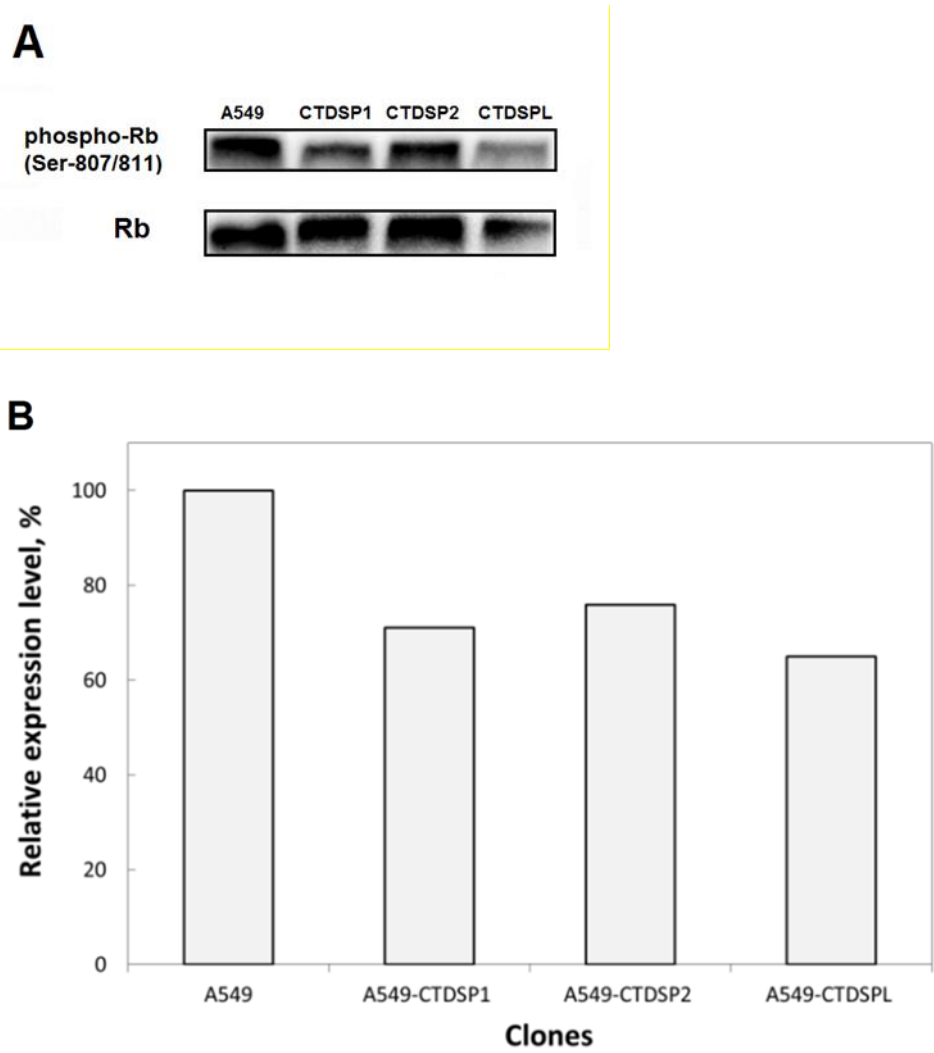 A
A549 CTDSP1 CTDSP2 CTDSPL
phospho-Rb
(Ser-807/811)
Rb
B
Relative expression level, %
100
80
60
40
20
0
A549 A549-CTDSP1 A549-CTDSP2 A549-CTDSPL
Clones